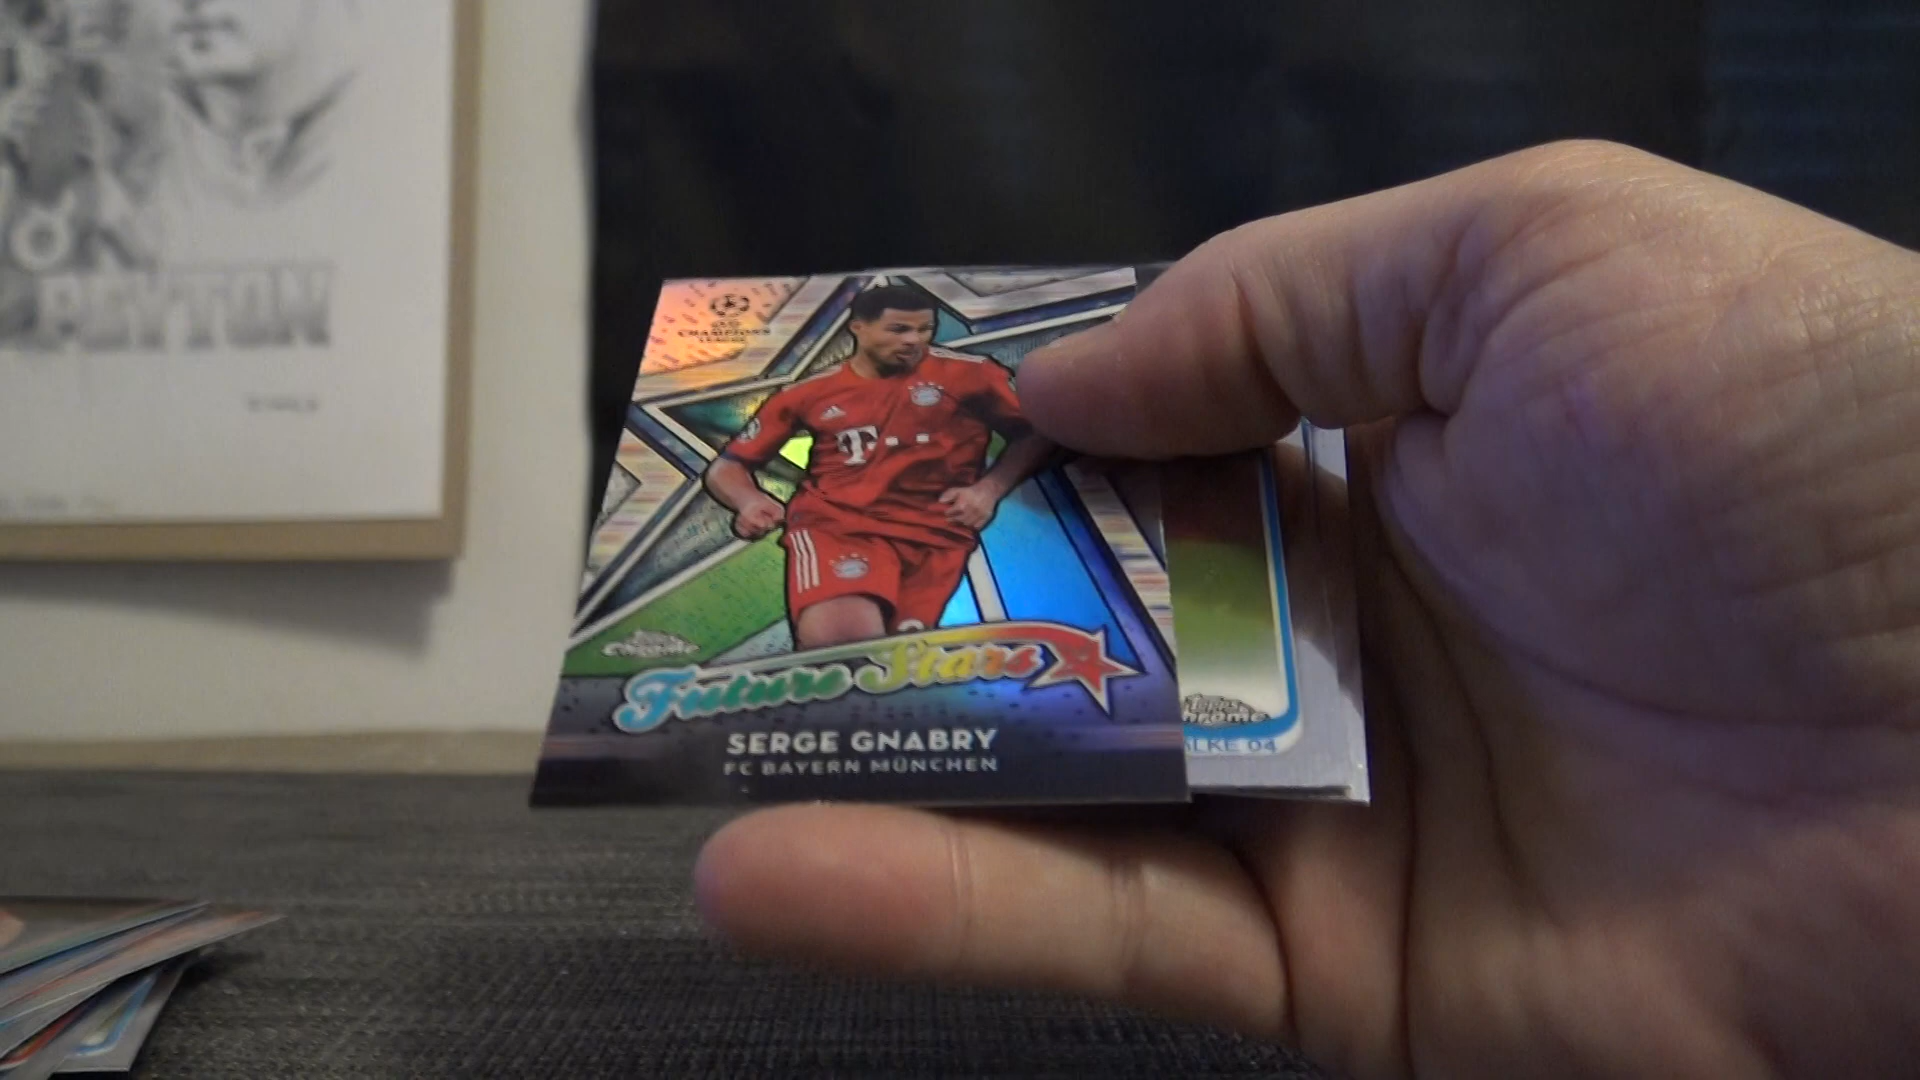 PEYTON
CHAMPIONS
LEAGUE
T
Topps
Chrome
Future Stars
SERGE GNABRY
FC BAYERN MÜNCHEN
Topps
Chrome
LKE 04